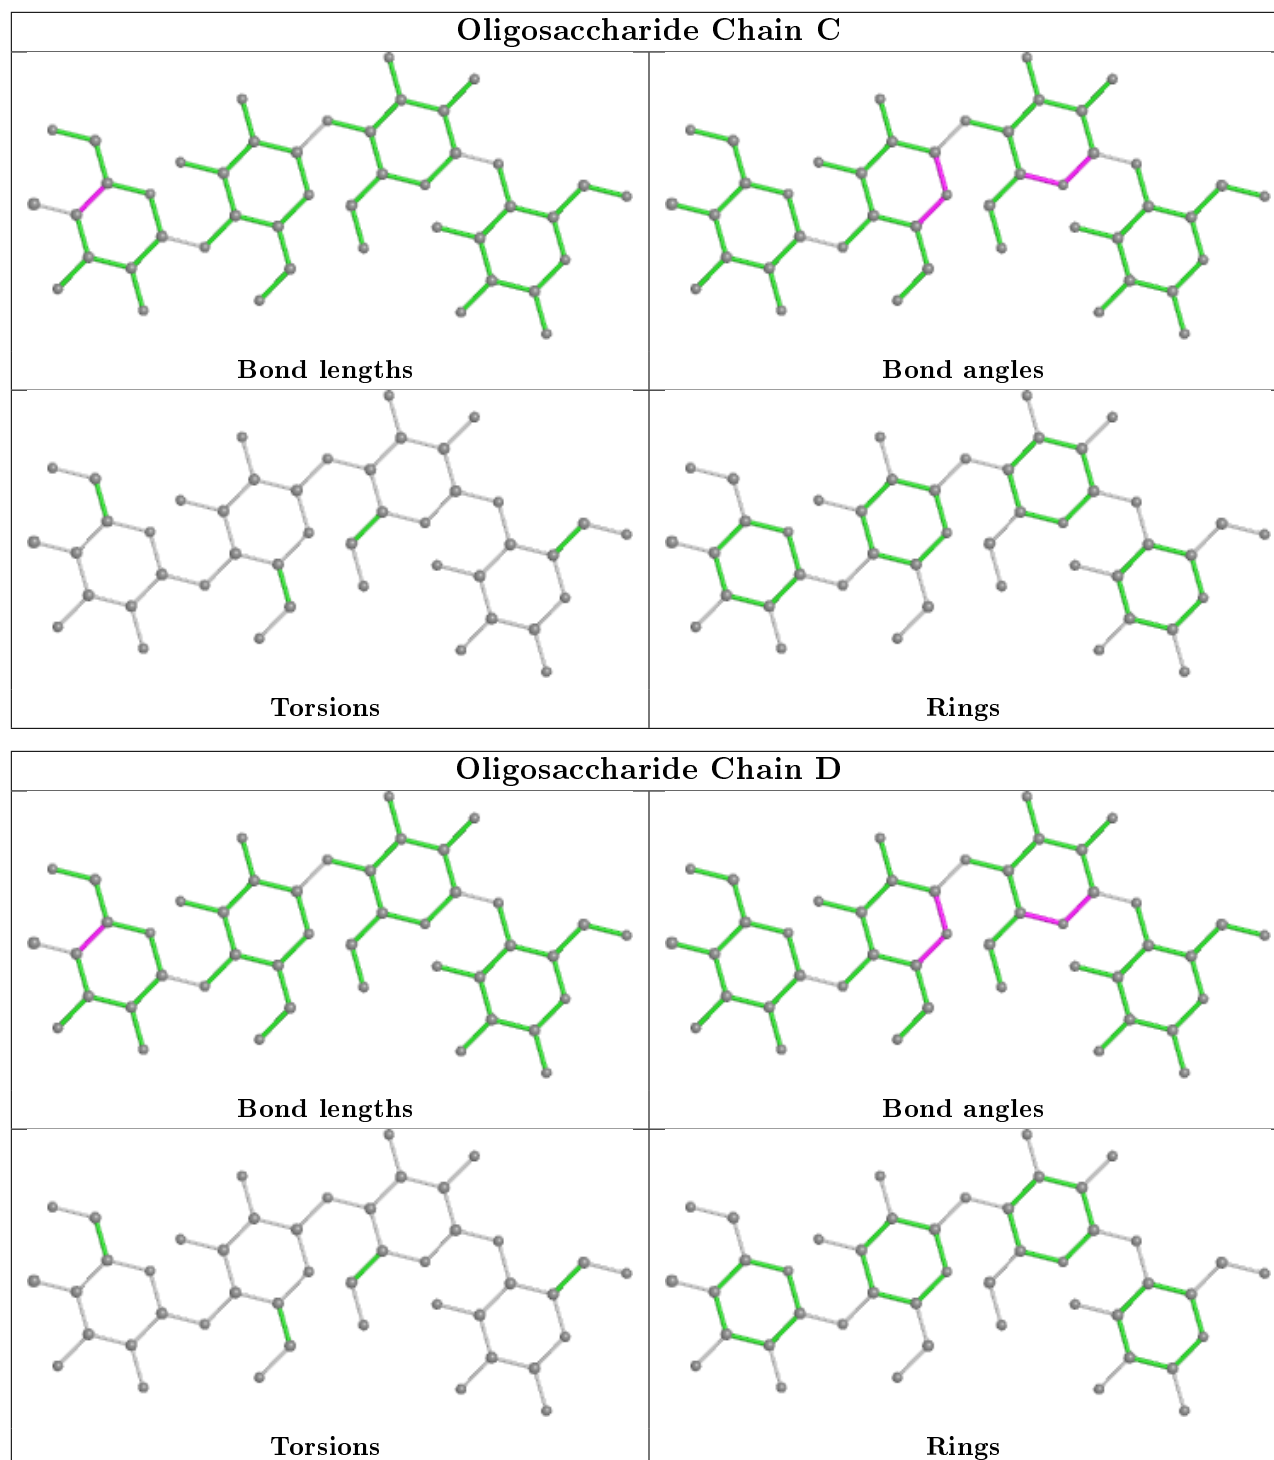 Oligosaccharide Chain C
Bond lengths
Bond angles
Torsions
Rings
Oligosaccharide Chain D
Bond lengths
Bond angles
Torsions
Rings